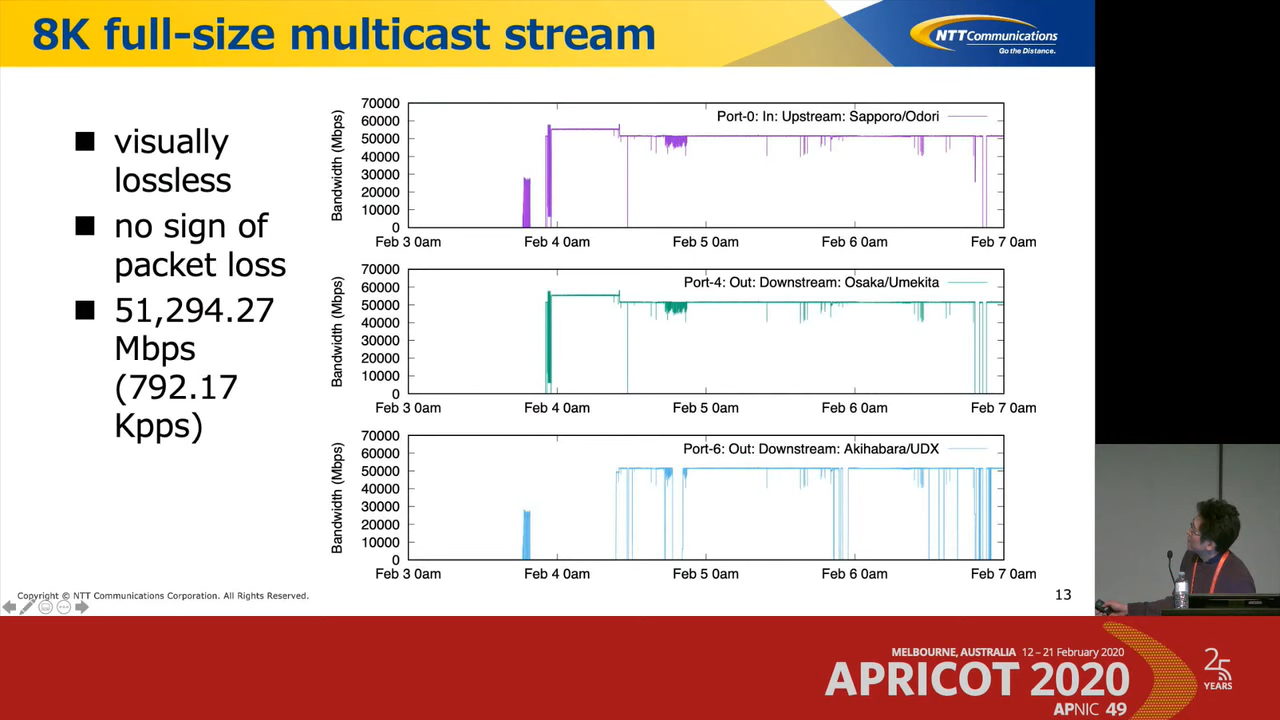 8K full-size multicast stream
NTT Communications
Go the Distance.
■ visually
lossless
■ no sign of
packet loss
■ 51,294.27
Mbps
(792.17
Kpps)
Bandwidth (Mbps)
70000
60000
50000
40000
30000
20000
10000
0
Port-0: In: Upstream: Sapporo/Odori
Feb 3 0am Feb 4 0am Feb 5 0am Feb 6 0am Feb 7 0am
Bandwidth (Mbps)
70000
60000
50000
40000
30000
20000
10000
0
Port-4: Out: Downstream: Osaka/Umekita
Feb 3 0am Feb 4 0am Feb 5 0am Feb 6 0am Feb 7 0am
Bandwidth (Mbps)
70000
60000
50000
40000
30000
20000
10000
0
Port-6: Out: Downstream: Akihabara/UDX
Feb 3 0am Feb 4 0am Feb 5 0am Feb 6 0am Feb 7 0am
Copyright © NTT Communications Corporation. All Rights Reserved.
13
MELBOURNE, AUSTRALIA 12 – 21 February 2020
APRICOT 2020
APNIC 49
25
YEARS